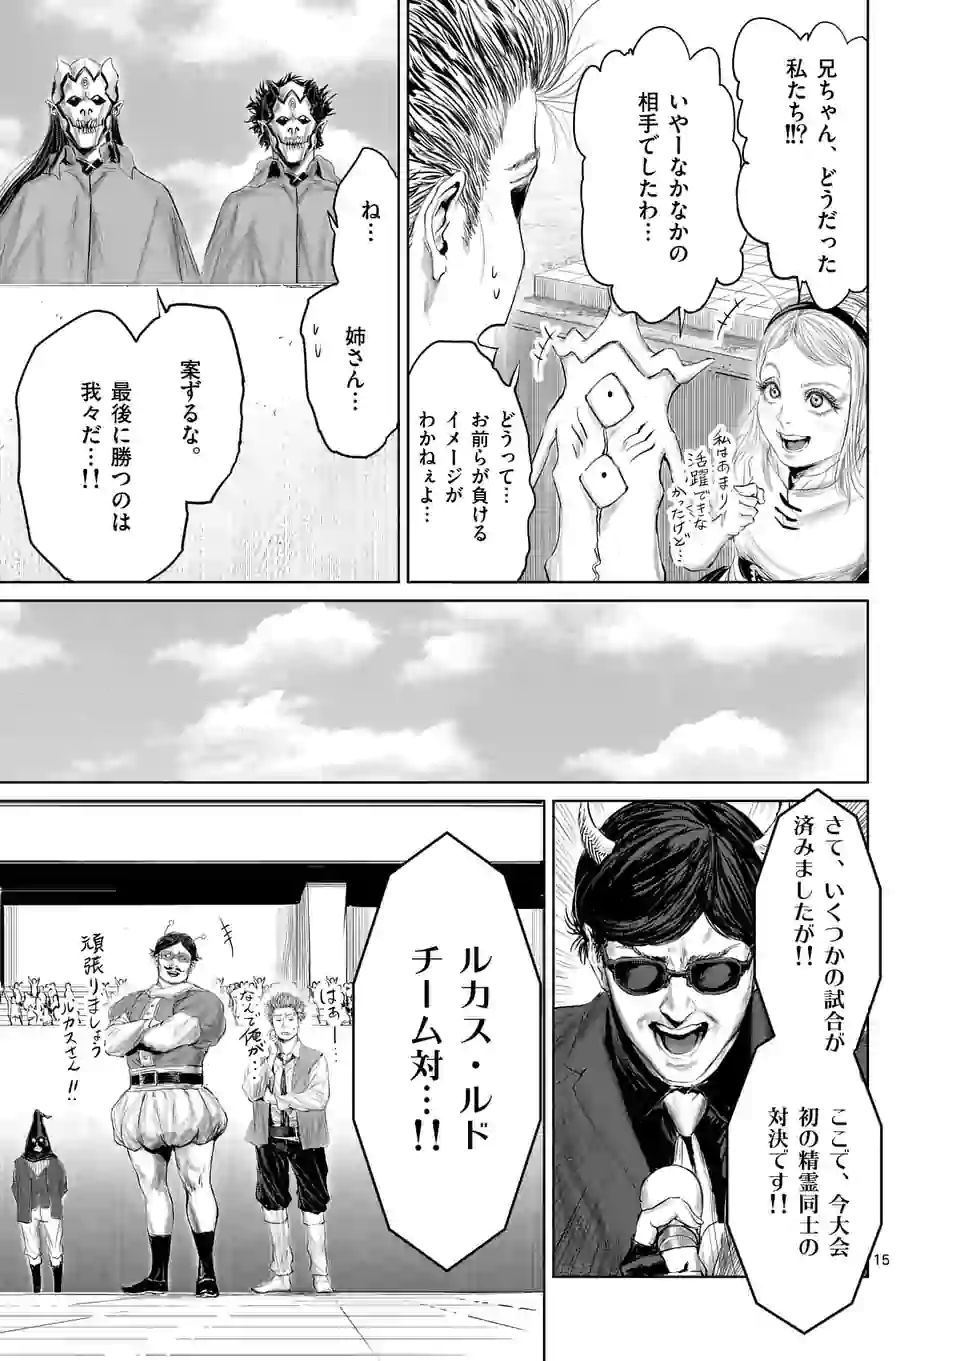 兄ちゃん、どうだった
私たち!!?
いやーなかなかの
相手でしたわ…
私はあまり
活躍できな
かったけど…
どうって…
お前らが負ける
イメージが
わかねぇよ…
ね…
姉さん…
案ずるな。
最後に勝つのは
我々だ…!!
さて、いくつかの試合が
済みましたが!!
ここで、今大会
初の精霊同士の
対決です!!
ルカス・ルド
チーム対…!!
はぁー…
なんで俺が…
頑張りましょう
ルカスさん!!
15